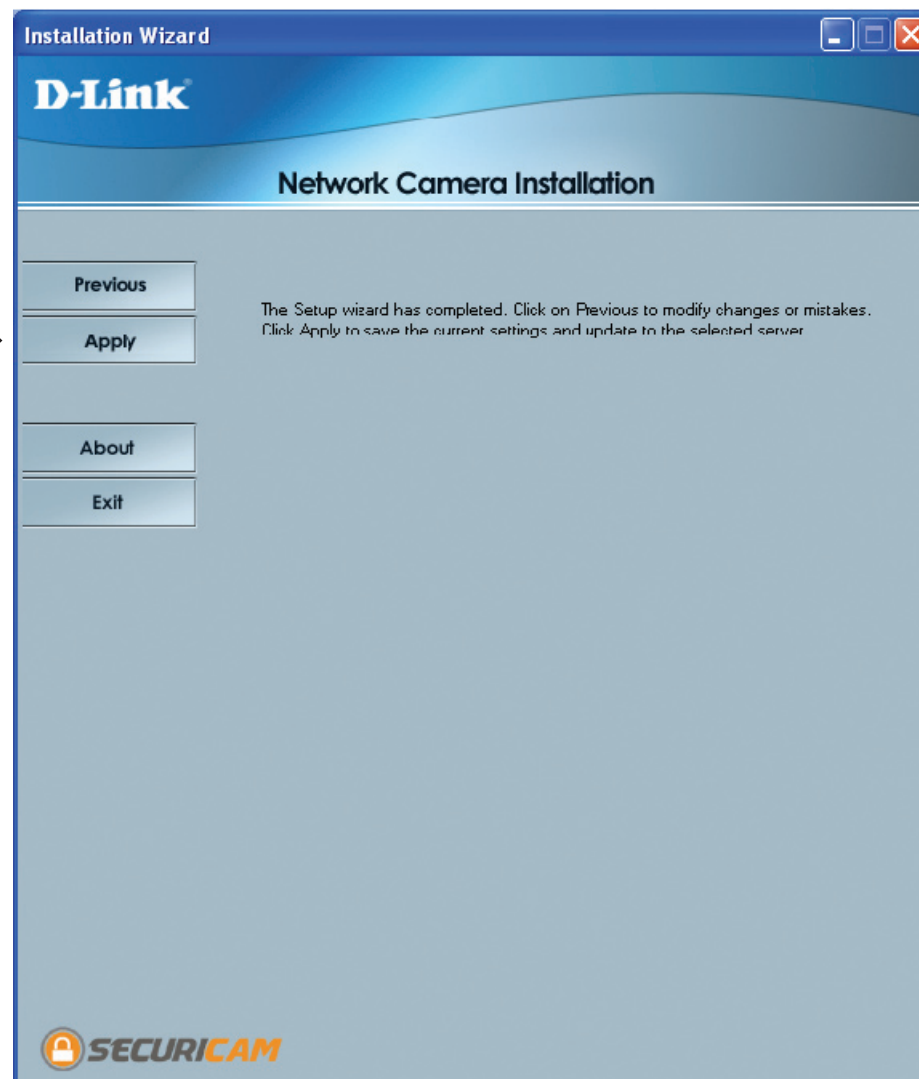 Installation Wizard
D-Link
Network Camera Installation
Previous
Apply
The Setup wizard has completed. Click on Previous to modify changes or mistakes.
Click Apply to save the current settings and update to the selected server
About
Exit
SECURICAM